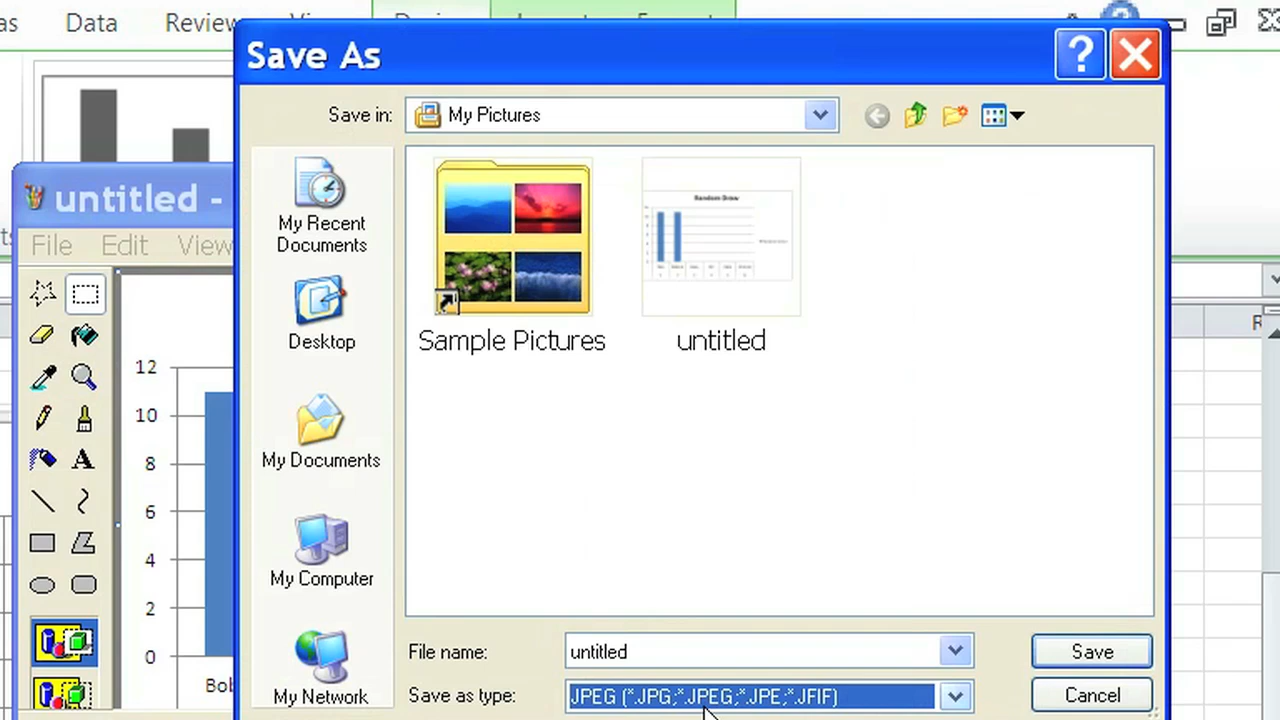 Data
Review
Save As
Save in:
My Pictures
untitled -
File
Edit
View
My Recent
Documents
Desktop
My Documents
My Computer
My Network
Random Draw
Sample Pictures
untitled
12
10
8
6
4
2
0
File name:
untitled
Save
Save as type:
JPEG (*.JPG;*.JPEG;*.JPE;*.JFIF)
Cancel